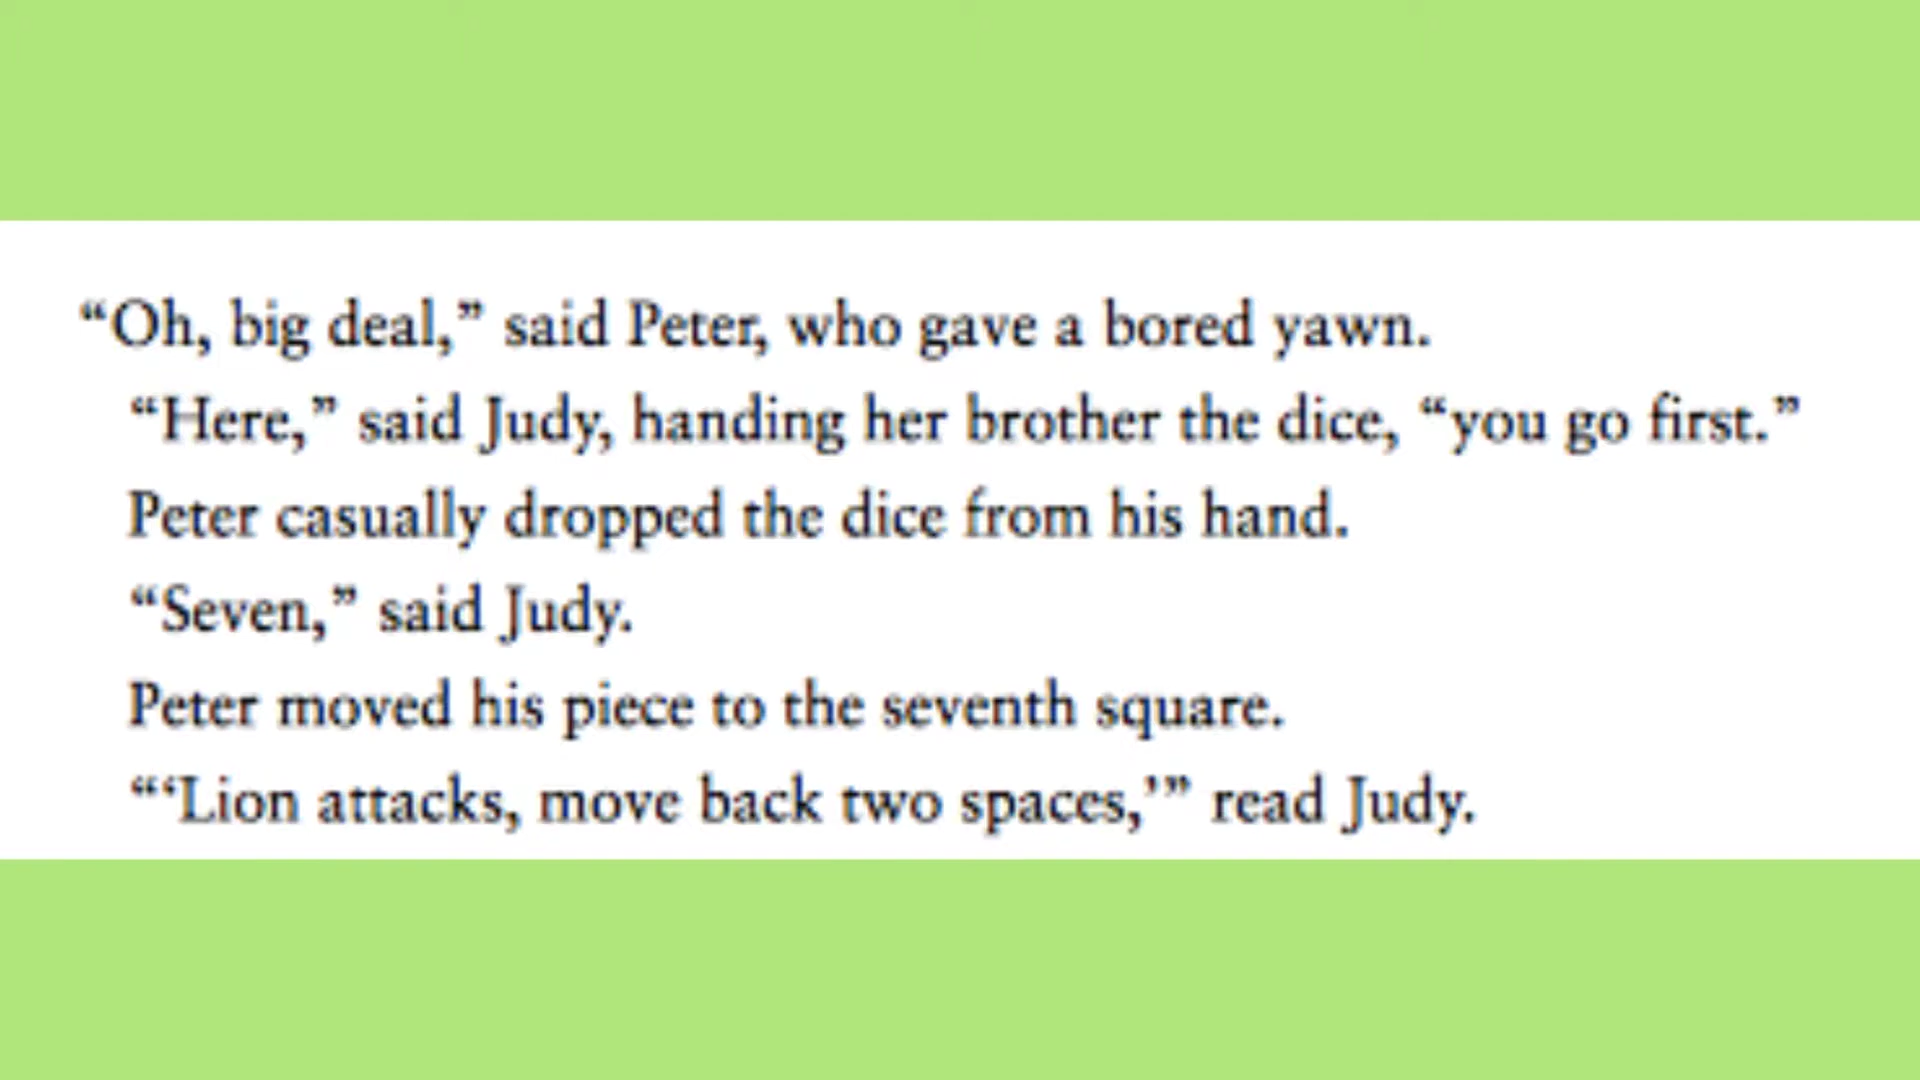 “Oh, big deal,” said Peter, who gave a bored yawn.
“Here,” said Judy, handing her brother the dice, “you go first.”
Peter casually dropped the dice from his hand.
“Seven,” said Judy.
Peter moved his piece to the seventh square.
“‘Lion attacks, move back two spaces,’” read Judy.